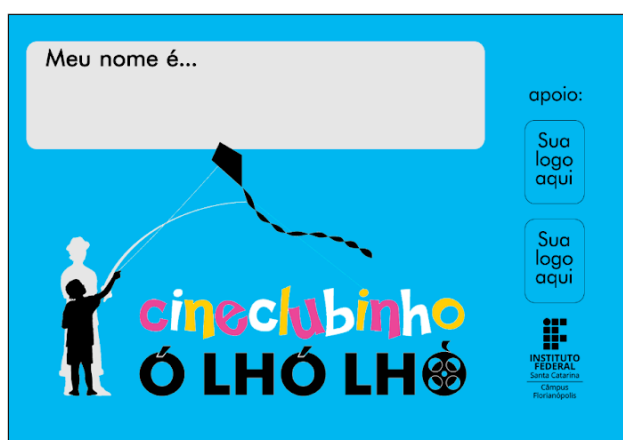 Meu nome é...
apoio:
Sua
logo
aqui
Sua
logo
aqui
cineclubinho
Ó LHÓ LHÓ
INSTITUTO
FEDERAL
Santa Catarina
Câmpus
Florianópolis